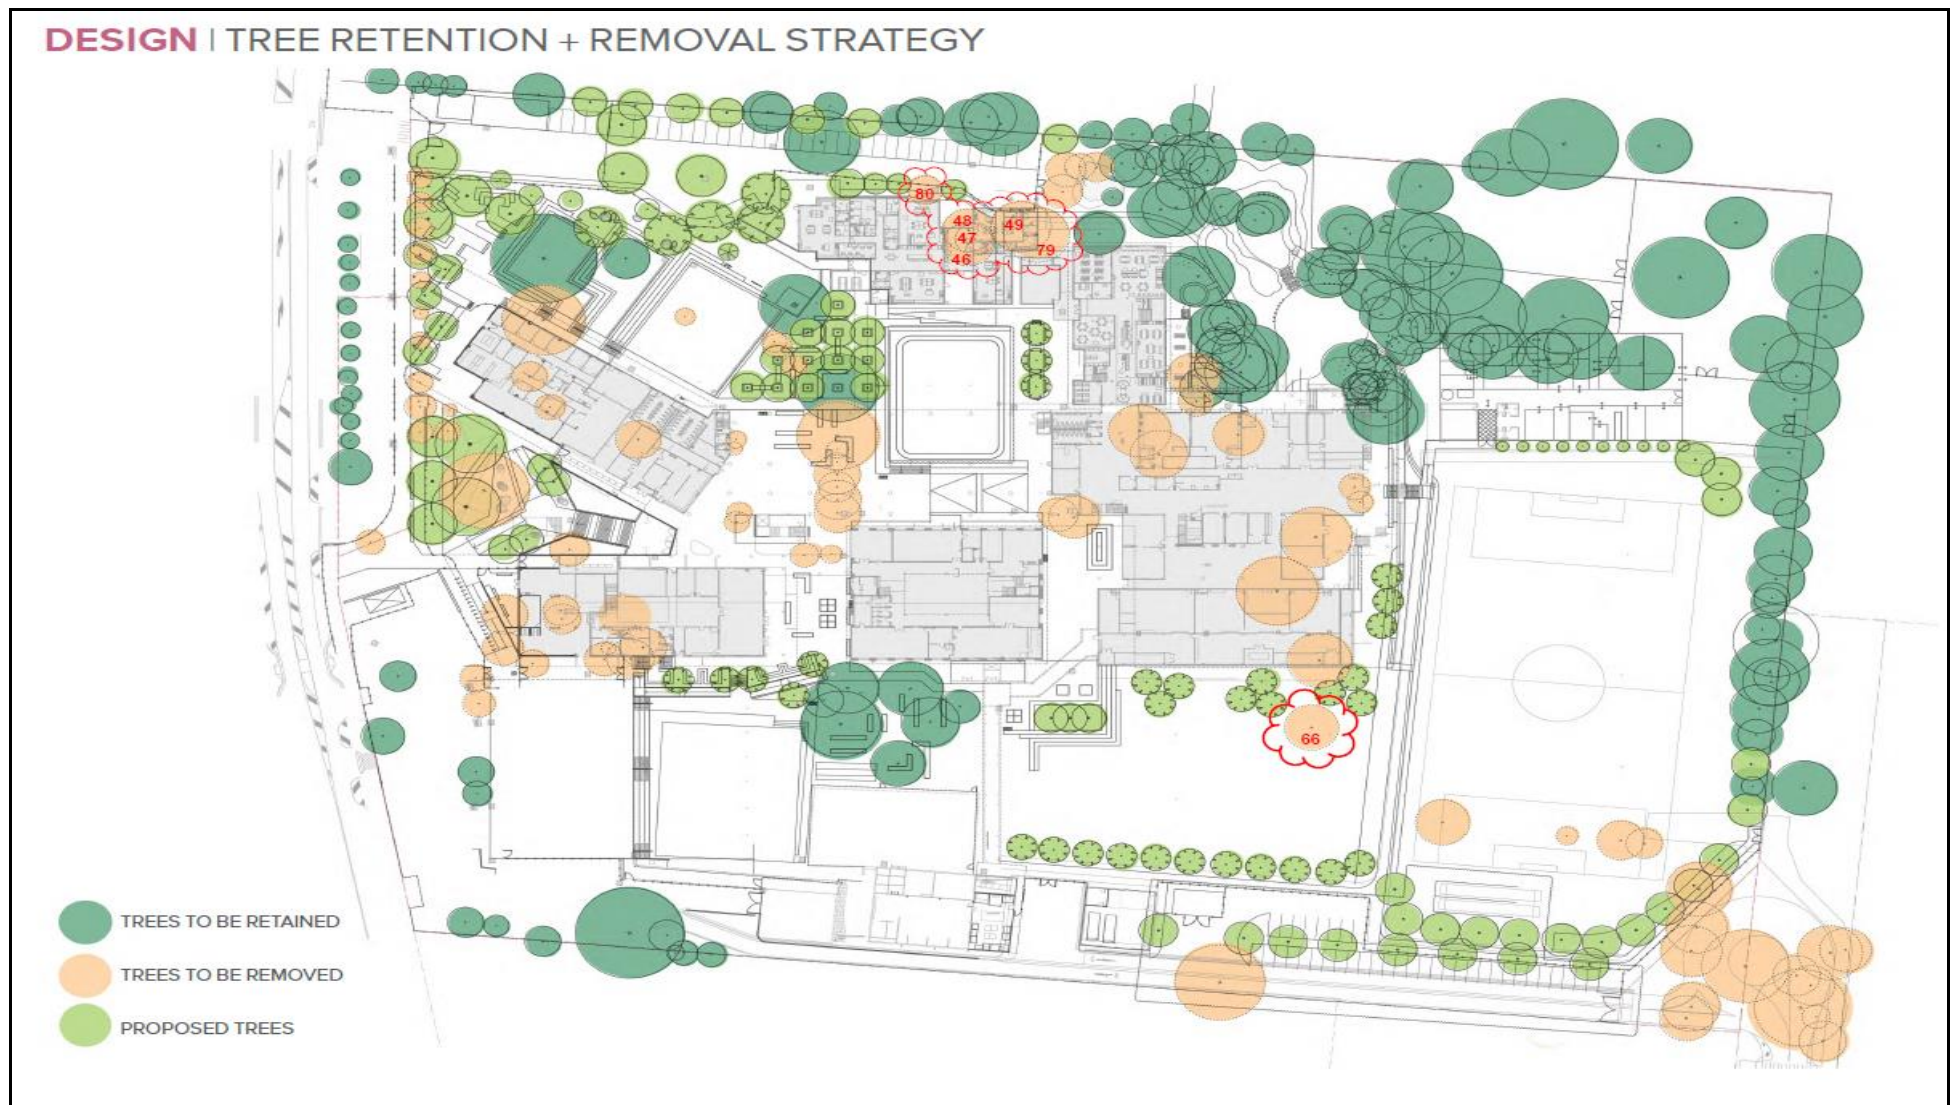 DESIGN | TREE RETENTION + REMOVAL STRATEGY
80
48
49
47
79
46
66
TREES TO BE RETAINED
TREES TO BE REMOVED
PROPOSED TREES